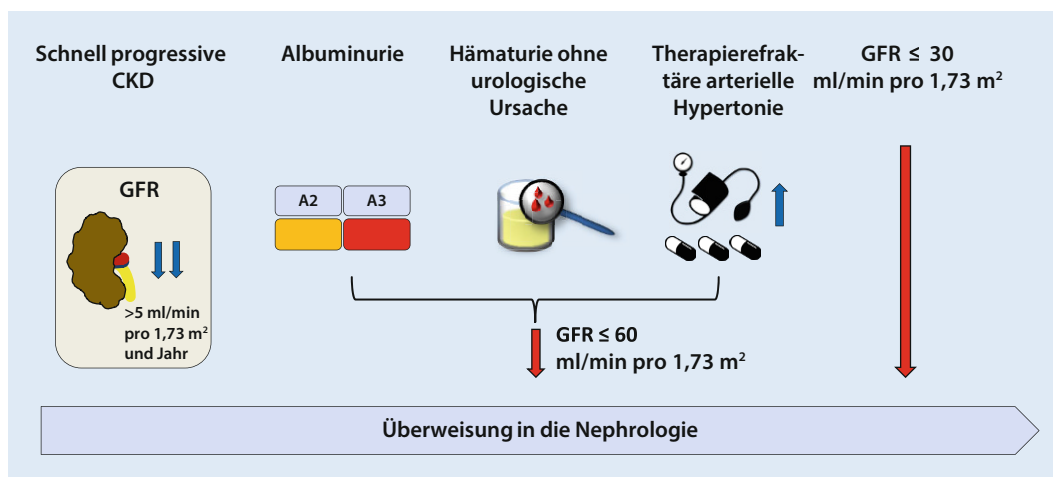 Schnell progressive
CKD
Albuminurie
Hämaturie ohne
urologische
Ursache
Therapierefrak-
täre arterielle
Hypertonie
GFR ≤ 30
ml/min pro 1,73 m²
GFR
>5 ml/min
pro 1,73 m²
und Jahr
A2
A3
GFR ≤ 60
ml/min pro 1,73 m²
Überweisung in die Nephrologie